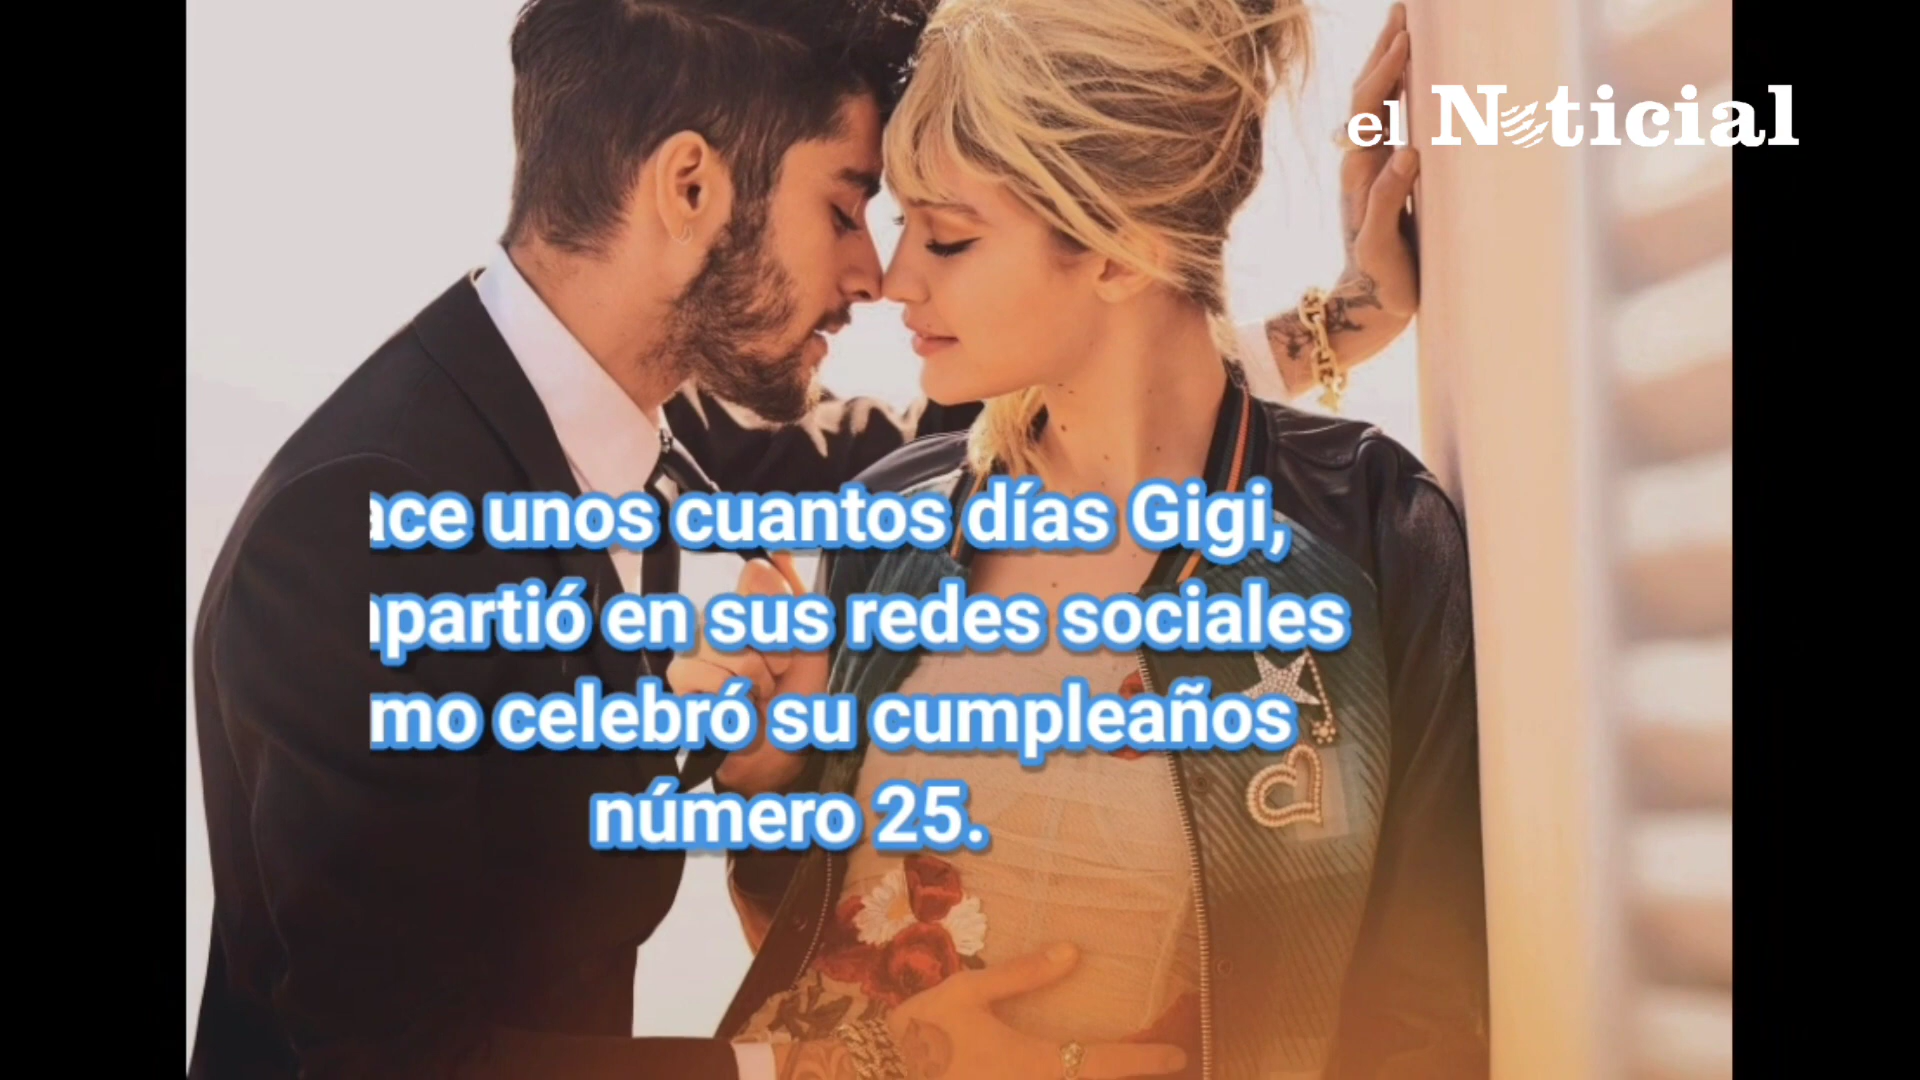 el Noticial
ace unos cuantos días Gigi,
partió en sus redes sociales
mo celebró su cumpleaños
número 25.